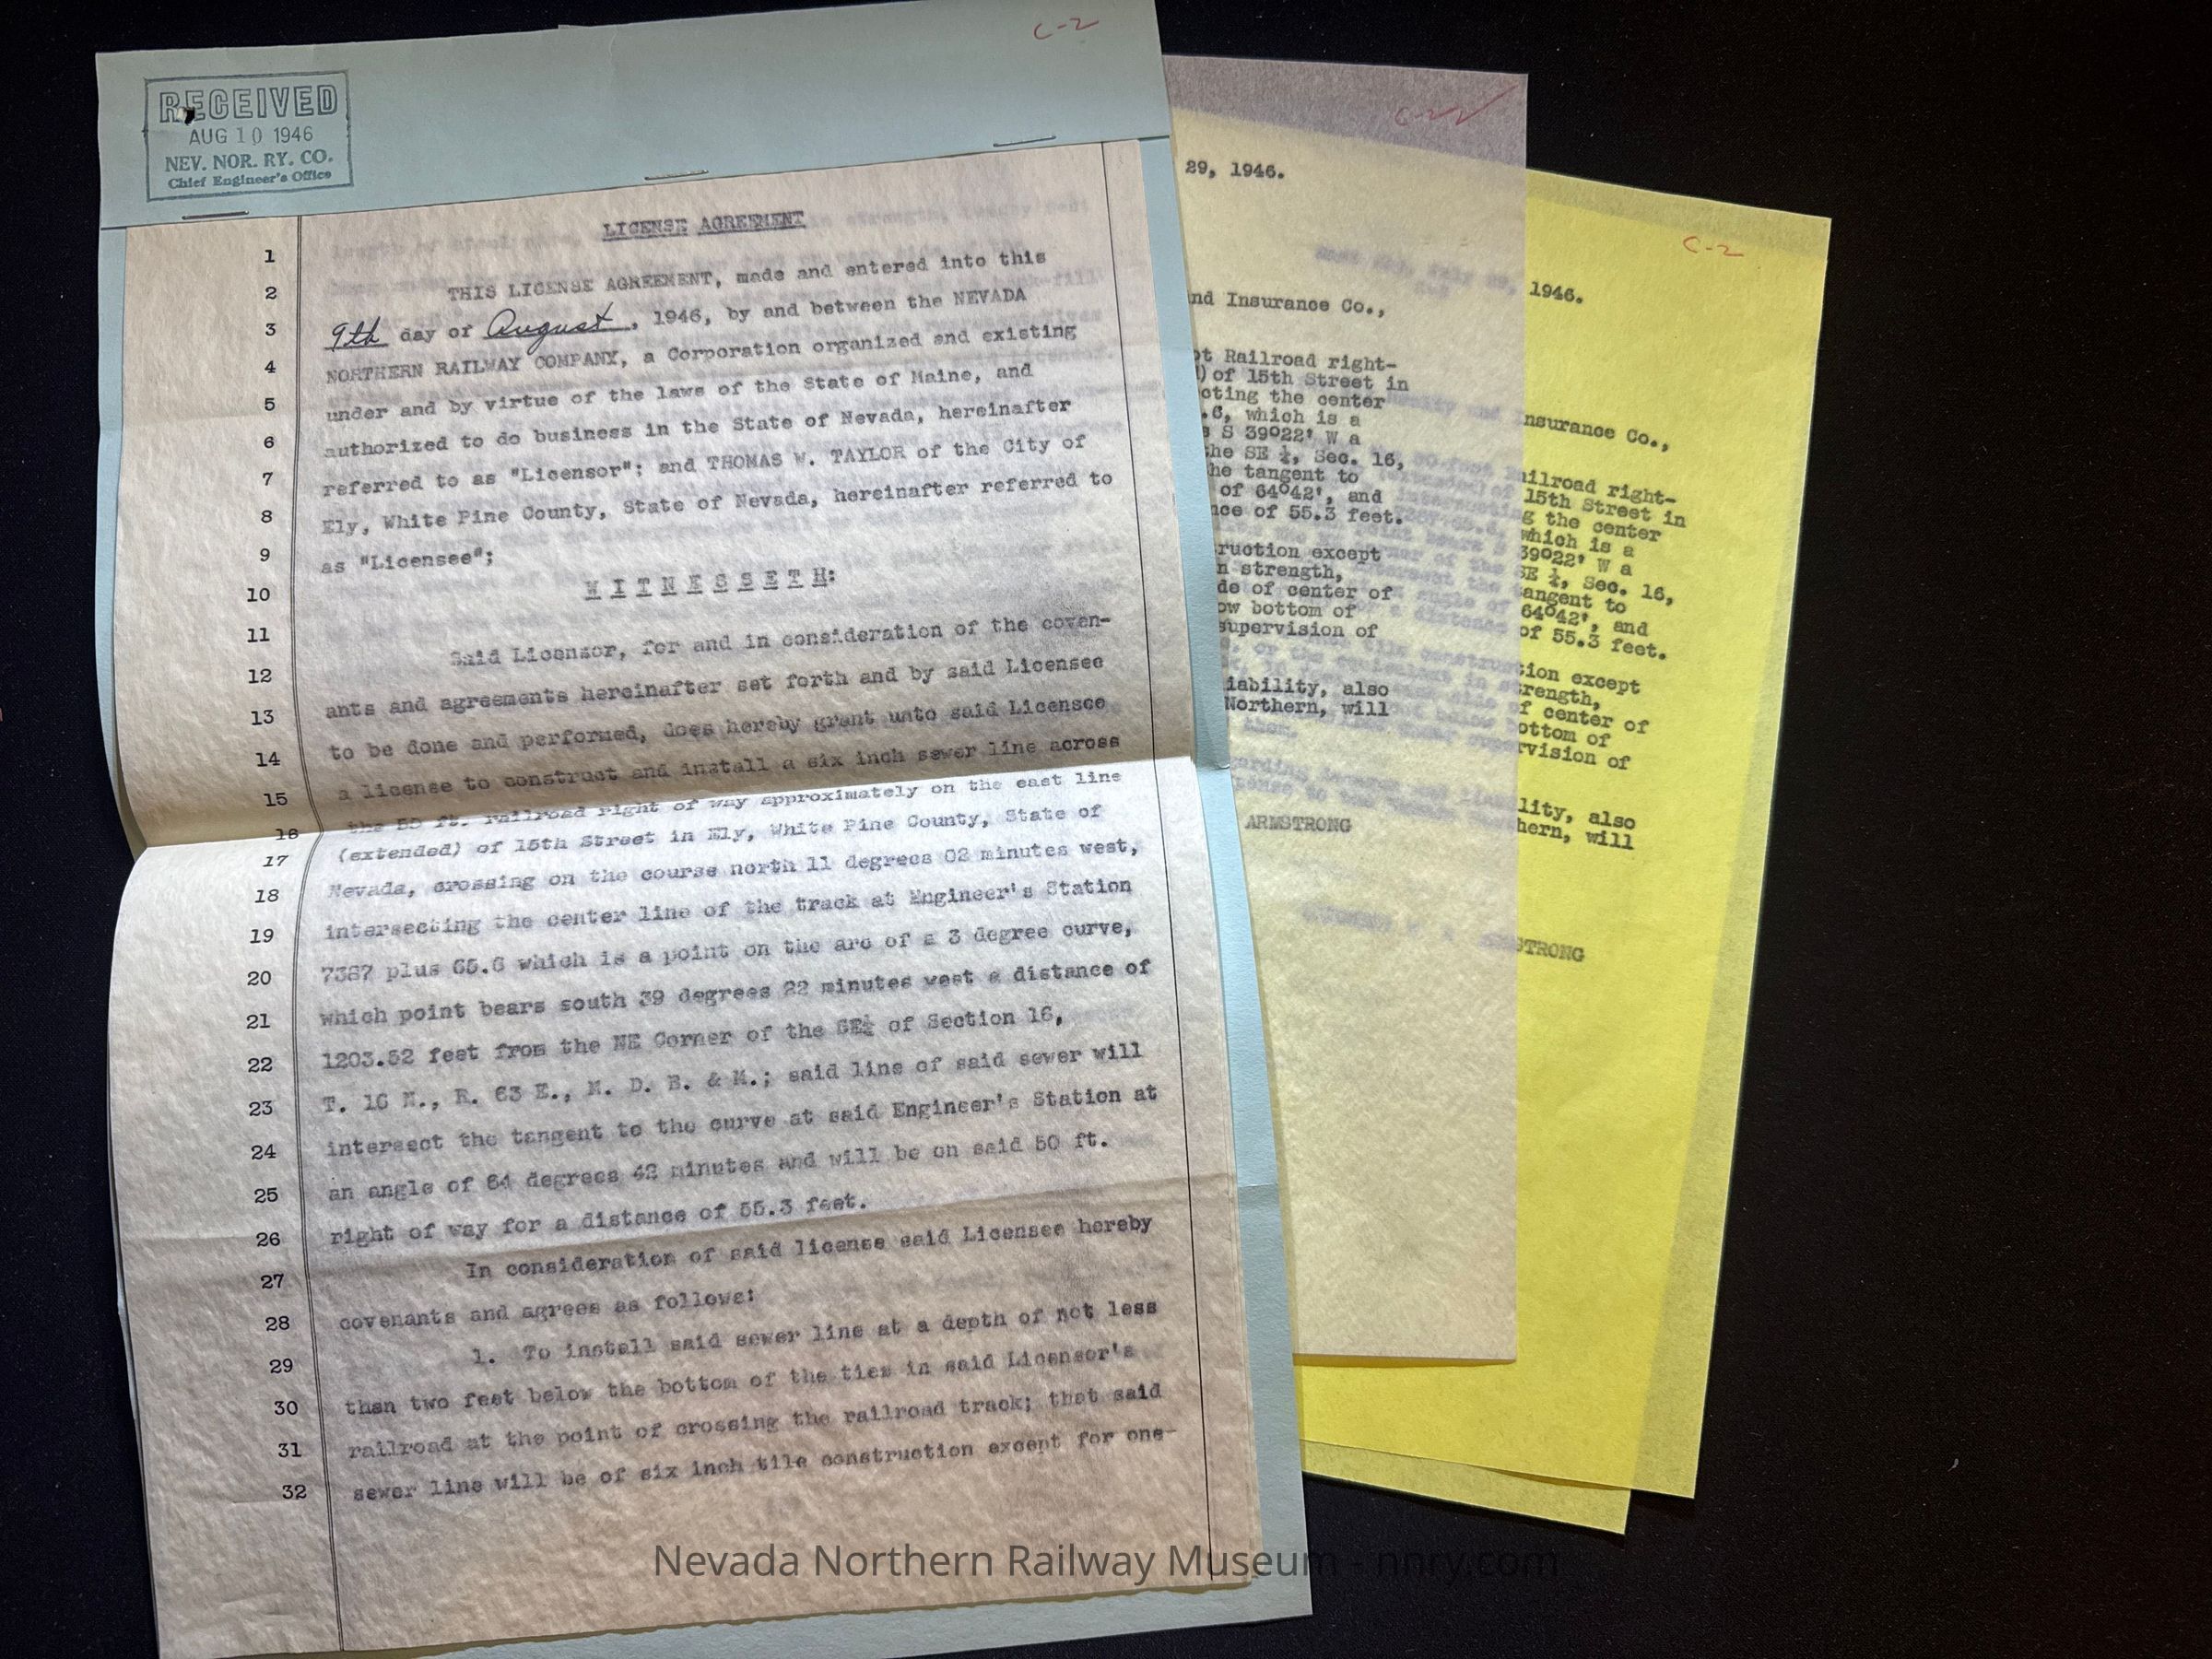 C-2
RECEIVED
AUG 10 1946
NEV. NOR. RY. CO.
Chief Engineer's Office
LICENSE AGREEMENT
1
2 THIS LICENSE AGREEMENT, made and entered into this
3 9th day of August, 1946, by and between the NEVADA
4 NORTHERN RAILWAY COMPANY, a Corporation organized and existing
5 under and by virtue of the laws of the State of Maine, and
6 authorized to do business in the State of Nevada, hereinafter
7 referred to as "Licensor"; and THOMAS W. TAYLOR of the City of
8 Ely, White Pine County, State of Nevada, hereinafter referred to
9 as "Licensee";
10 W I T N E S S E T H:
11 Said Licensor, for and in consideration of the coven-
12 ants and agreements hereinafter set forth and by said Licensee
13 to be done and performed, does hereby grant unto said Licensee
14 a license to construct and install a six inch sewer line across
15 the 50 ft. railroad right of way approximately on the east line
16 (extended) of 15th Street in Ely, White Pine County, State of
17 Nevada, crossing on the course north 11 degrees 02 minutes west,
18 intersecting the center line of the track at Engineer's Station
19 7387 plus 65.6 which is a point on the arc of a 3 degree curve,
20 which point bears south 39 degrees 22 minutes west a distance of
21 1203.52 feet from the NE Corner of the SE¼ of Section 16,
22 T. 16 N., R. 63 E., M. D. B. & M.; said line of said sewer will
23 intersect the tangent to the curve at said Engineer's Station at
24 an angle of 64 degrees 42 minutes and will be on said 50 ft.
25 right of way for a distance of 55.3 feet.
26 In consideration of said license said Licensee hereby
27 covenants and agrees as follows:
28 1. To install said sewer line at a depth of not less
29 than two feet below the bottom of the ties in said Licensor's
30 railroad at the point of crossing the railroad track; that said
31 sewer line will be of six inch tile construction except for one-
32
C-22
29, 1946.
nd Insurance Co.,
ot Railroad right-
) of 15th Street in
cting the center
.6, which is a
s S 39°22' W a
the SE ¼, Sec. 16,
he tangent to
of 64°42', and
nce of 55.3 feet.
ruction except
n strength,
de of center of
ow bottom of
supervision of
iability, also
Northern, will
ARMSTRONG
C-2
1946.
nsurance Co.,
ailroad right-
15th Street in
g the center
which is a
39°22' W a
SE ¼, Sec. 16,
tangent to
64°42', and
of 55.3 feet.
tion except
trength,
f center of
ottom of
rvision of
lity, also
hern, will
STRONG
Nevada Northern Railway Museum - nnry.com